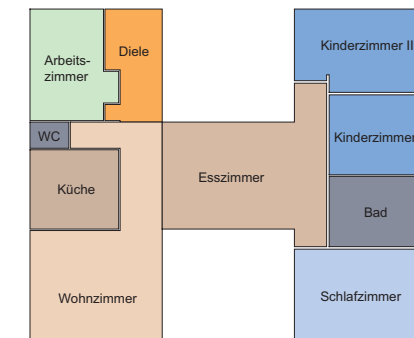 Arbeits-
zimmer
Diele
Kinderzimmer II
WC
Kinderzimmer
Küche
Esszimmer
Bad
Wohnzimmer
Schlafzimmer